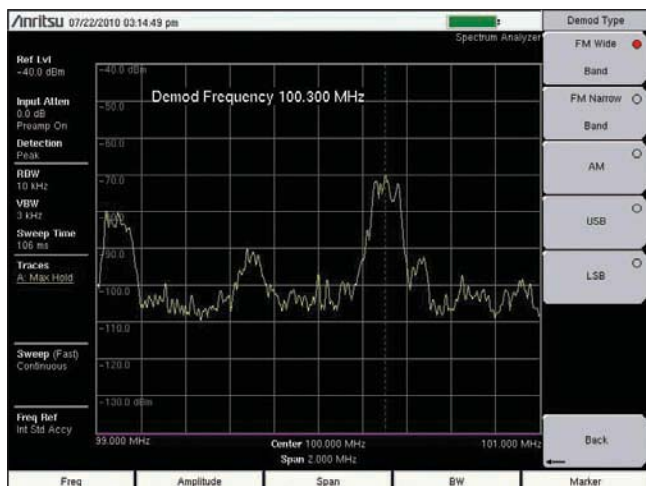 Anritsu 07/22/2010 03:14:49 pm
Spectrum Analyzer
Ref Lvl
-40.0 dBm
Input Atten
0.0 dB
Preamp On
Detection
Peak
RBW
10 kHz
VBW
3 kHz
Sweep Time
106 ms
Traces
A: Max Hold
Sweep (Fast)
Continuous
Freq Ref
Int Std Accy
-40.0 dBm
Demod Frequency 100.300 MHz
-50.0
-60.0
-70.0
-80.0
-90.0
-100.0
-110.0
-120.0
-130.0 dBm
99.000 MHz
Center 100.000 MHz
101.000 MHz
Span 2.000 MHz
Demod Type
FM Wide
Band
FM Narrow
Band
AM
USB
LSB
Back
Freq
Amplitude
Span
BW
Marker